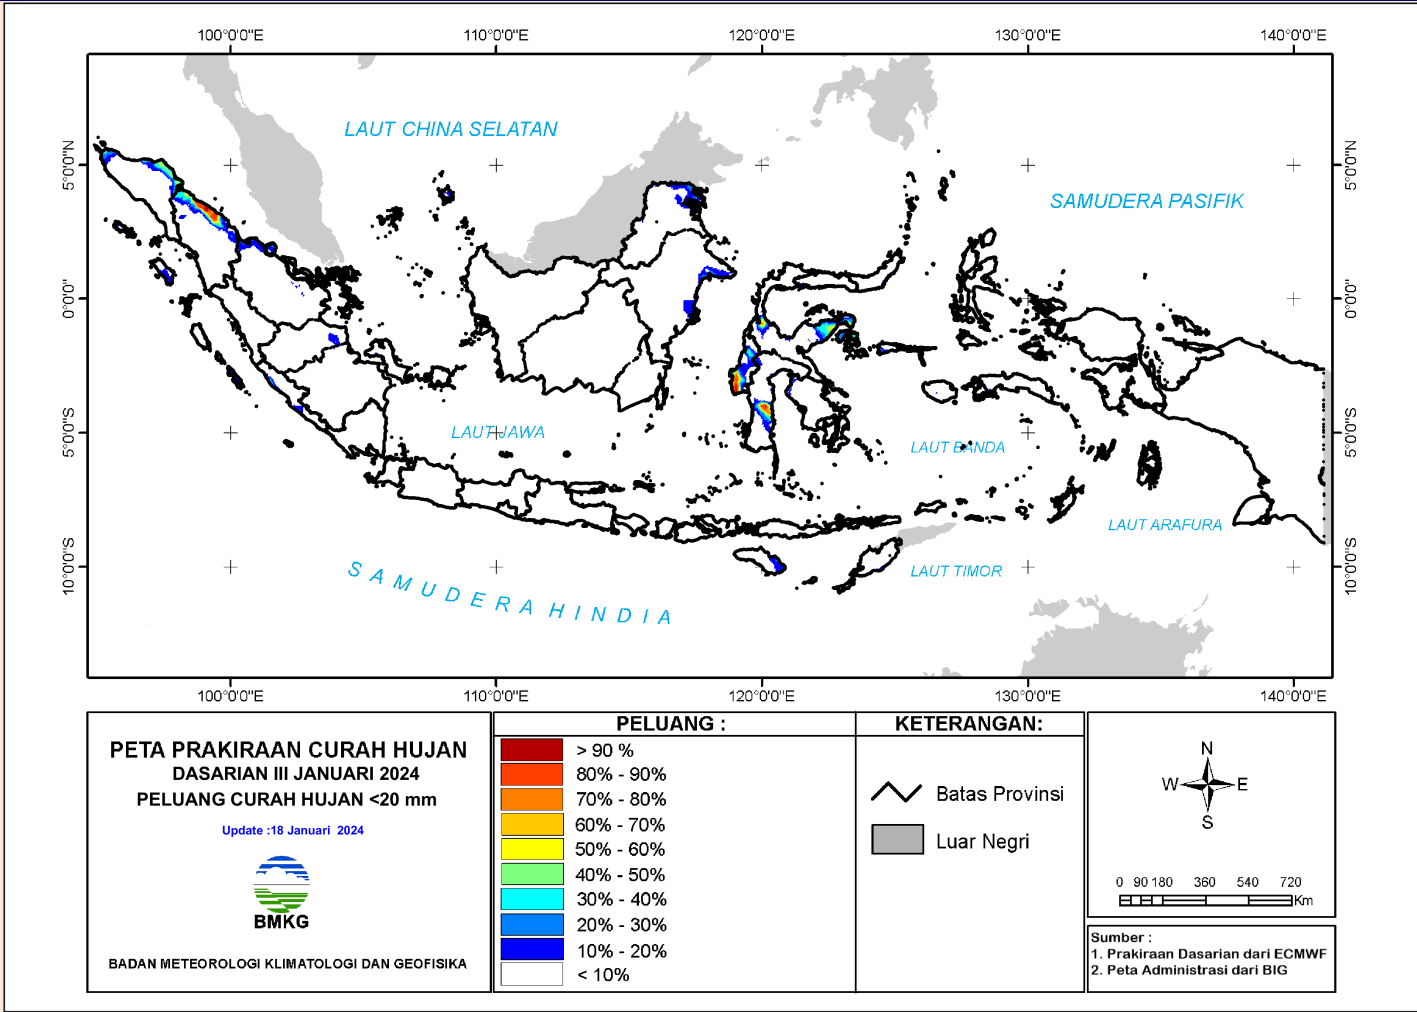 100°0'0"E 110°0'0"E 120°0'0"E 130°0'0"E 140°0'0"E
LAUT CHINA SELATAN
5°0'0"N 5°0'0"N
SAMUDERA PASIFIK
0°0'0" 0°0'0"
5°0'0"S 5°0'0"S
LAUT JAWA
LAUT BANDA
LAUT ARAFURA
10°0'0"S 10°0'0"S
LAUT TIMOR
SAMUDERA HINDIA
100°0'0"E 110°0'0"E 120°0'0"E 130°0'0"E 140°0'0"E
PETA PRAKIRAAN CURAH HUJAN
DASARIAN III JANUARI 2024
PELUANG CURAH HUJAN <20 mm
Update :18 Januari 2024
BMKG
BADAN METEOROLOGI KLIMATOLOGI DAN GEOFISIKA
PELUANG :
> 90 %
80% - 90%
70% - 80%
60% - 70%
50% - 60%
40% - 50%
30% - 40%
20% - 30%
10% - 20%
< 10%
KETERANGAN:
Batas Provinsi
Luar Negri
N
W E
S
0 90 180 360 540 720
Km
Sumber :
1. Prakiraan Dasarian dari ECMWF
2. Peta Administrasi dari BIG